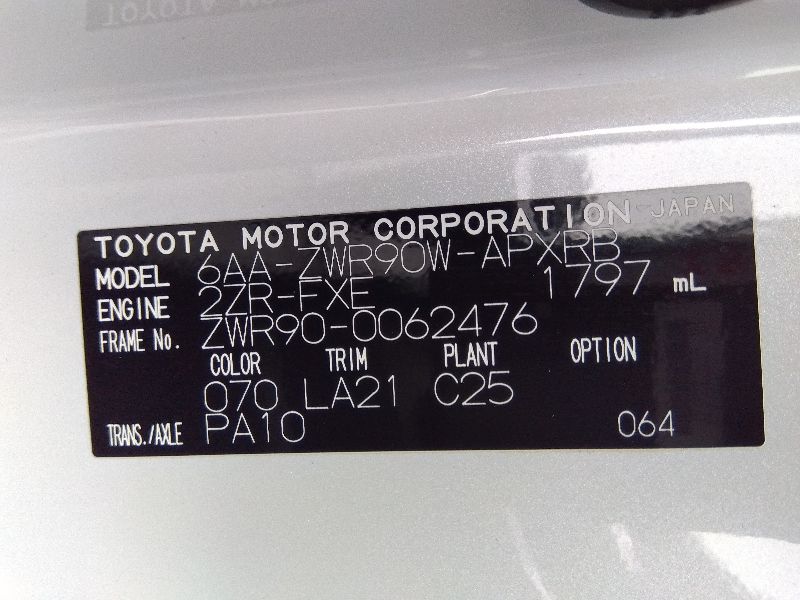 TOYOTA MOTOR CORPORATION JAPAN
MODEL 6AA-ZWR90W-APXRB
ENGINE 2ZR-FXE 1797 mL
FRAME No. ZWR90-0062476
COLOR TRIM PLANT OPTION
070 LA21 C25
TRANS./AXLE PA10 064